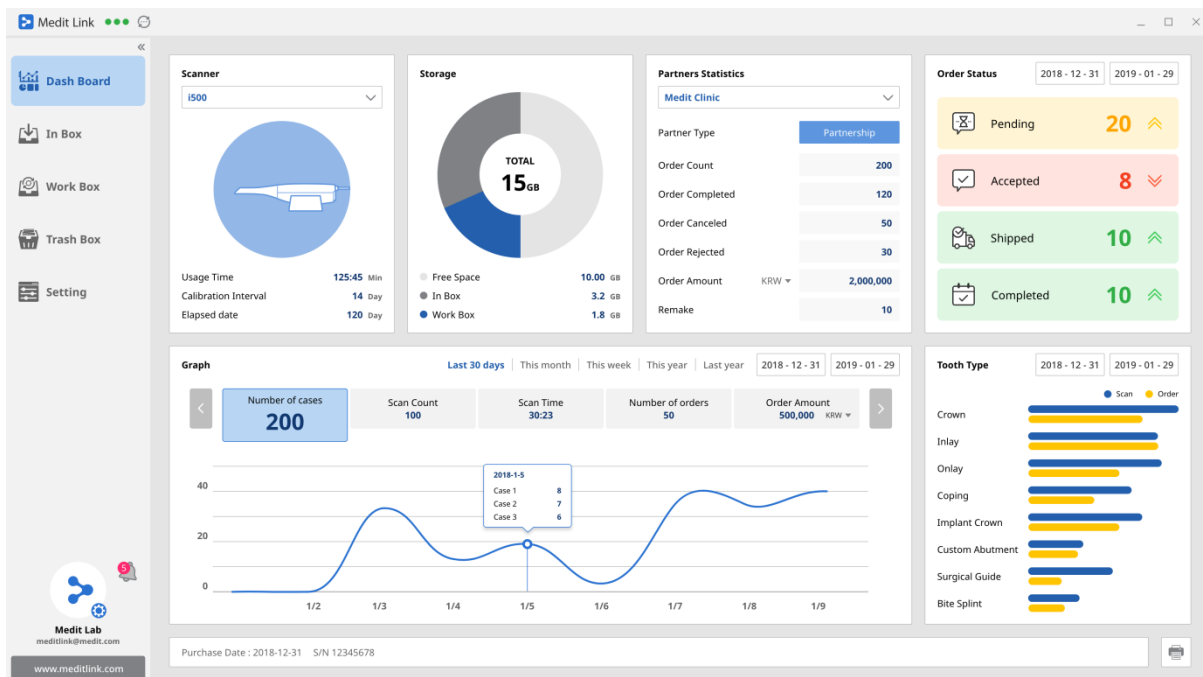 Medit Link
Dash Board
In Box
Work Box
Trash Box
Setting
5
Medit Lab
meditlink@medit.com
www.meditlink.com
Scanner
i500
Usage Time 125:45 Min
Calibration Interval 14 Day
Elapsed date 120 Day
Storage
TOTAL
15GB
Free Space 10.00 GB
In Box 3.2 GB
Work Box 1.8 GB
Partners Statistics
Medit Clinic
Partner Type Partnership
Order Count 200
Order Completed 120
Order Canceled 50
Order Rejected 30
Order Amount KRW 2,000,000
Remake 10
Order Status 2018 - 12 - 31 2019 - 01 - 29
Pending 20
Accepted 8
Shipped 10
Completed 10
Graph Last 30 days This month This week This year Last year 2018 - 12 - 31 2019 - 01 - 29
Number of cases
200
Scan Count
100
Scan Time
30:23
Number of orders
50
Order Amount
500,000 KRW
2018-1-5
Case 1 8
Case 2 7
Case 3 6
40
20
0
1/2 1/3 1/4 1/5 1/6 1/7 1/8 1/9
Tooth Type 2018 - 12 - 31 2019 - 01 - 29
Scan Order
Crown
Inlay
Onlay
Coping
Implant Crown
Custom Abutment
Surgical Guide
Bite Splint
Purchase Date : 2018-12-31 S/N 12345678